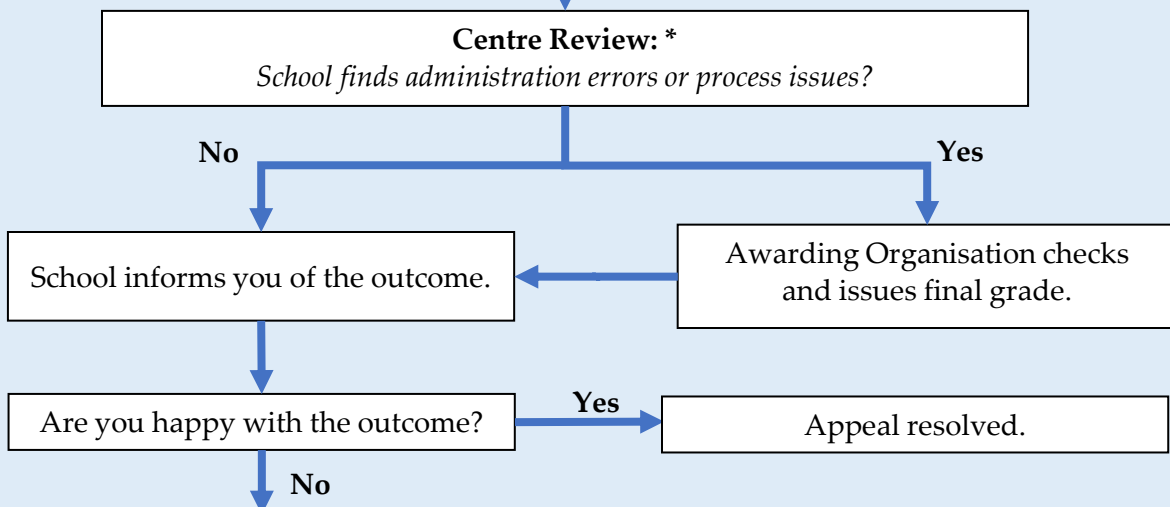 Centre Review: *
School finds administration errors or process issues?
No
Yes
School informs you of the outcome.
Awarding Organisation checks
and issues final grade.
Are you happy with the outcome?
Yes
Appeal resolved.
No